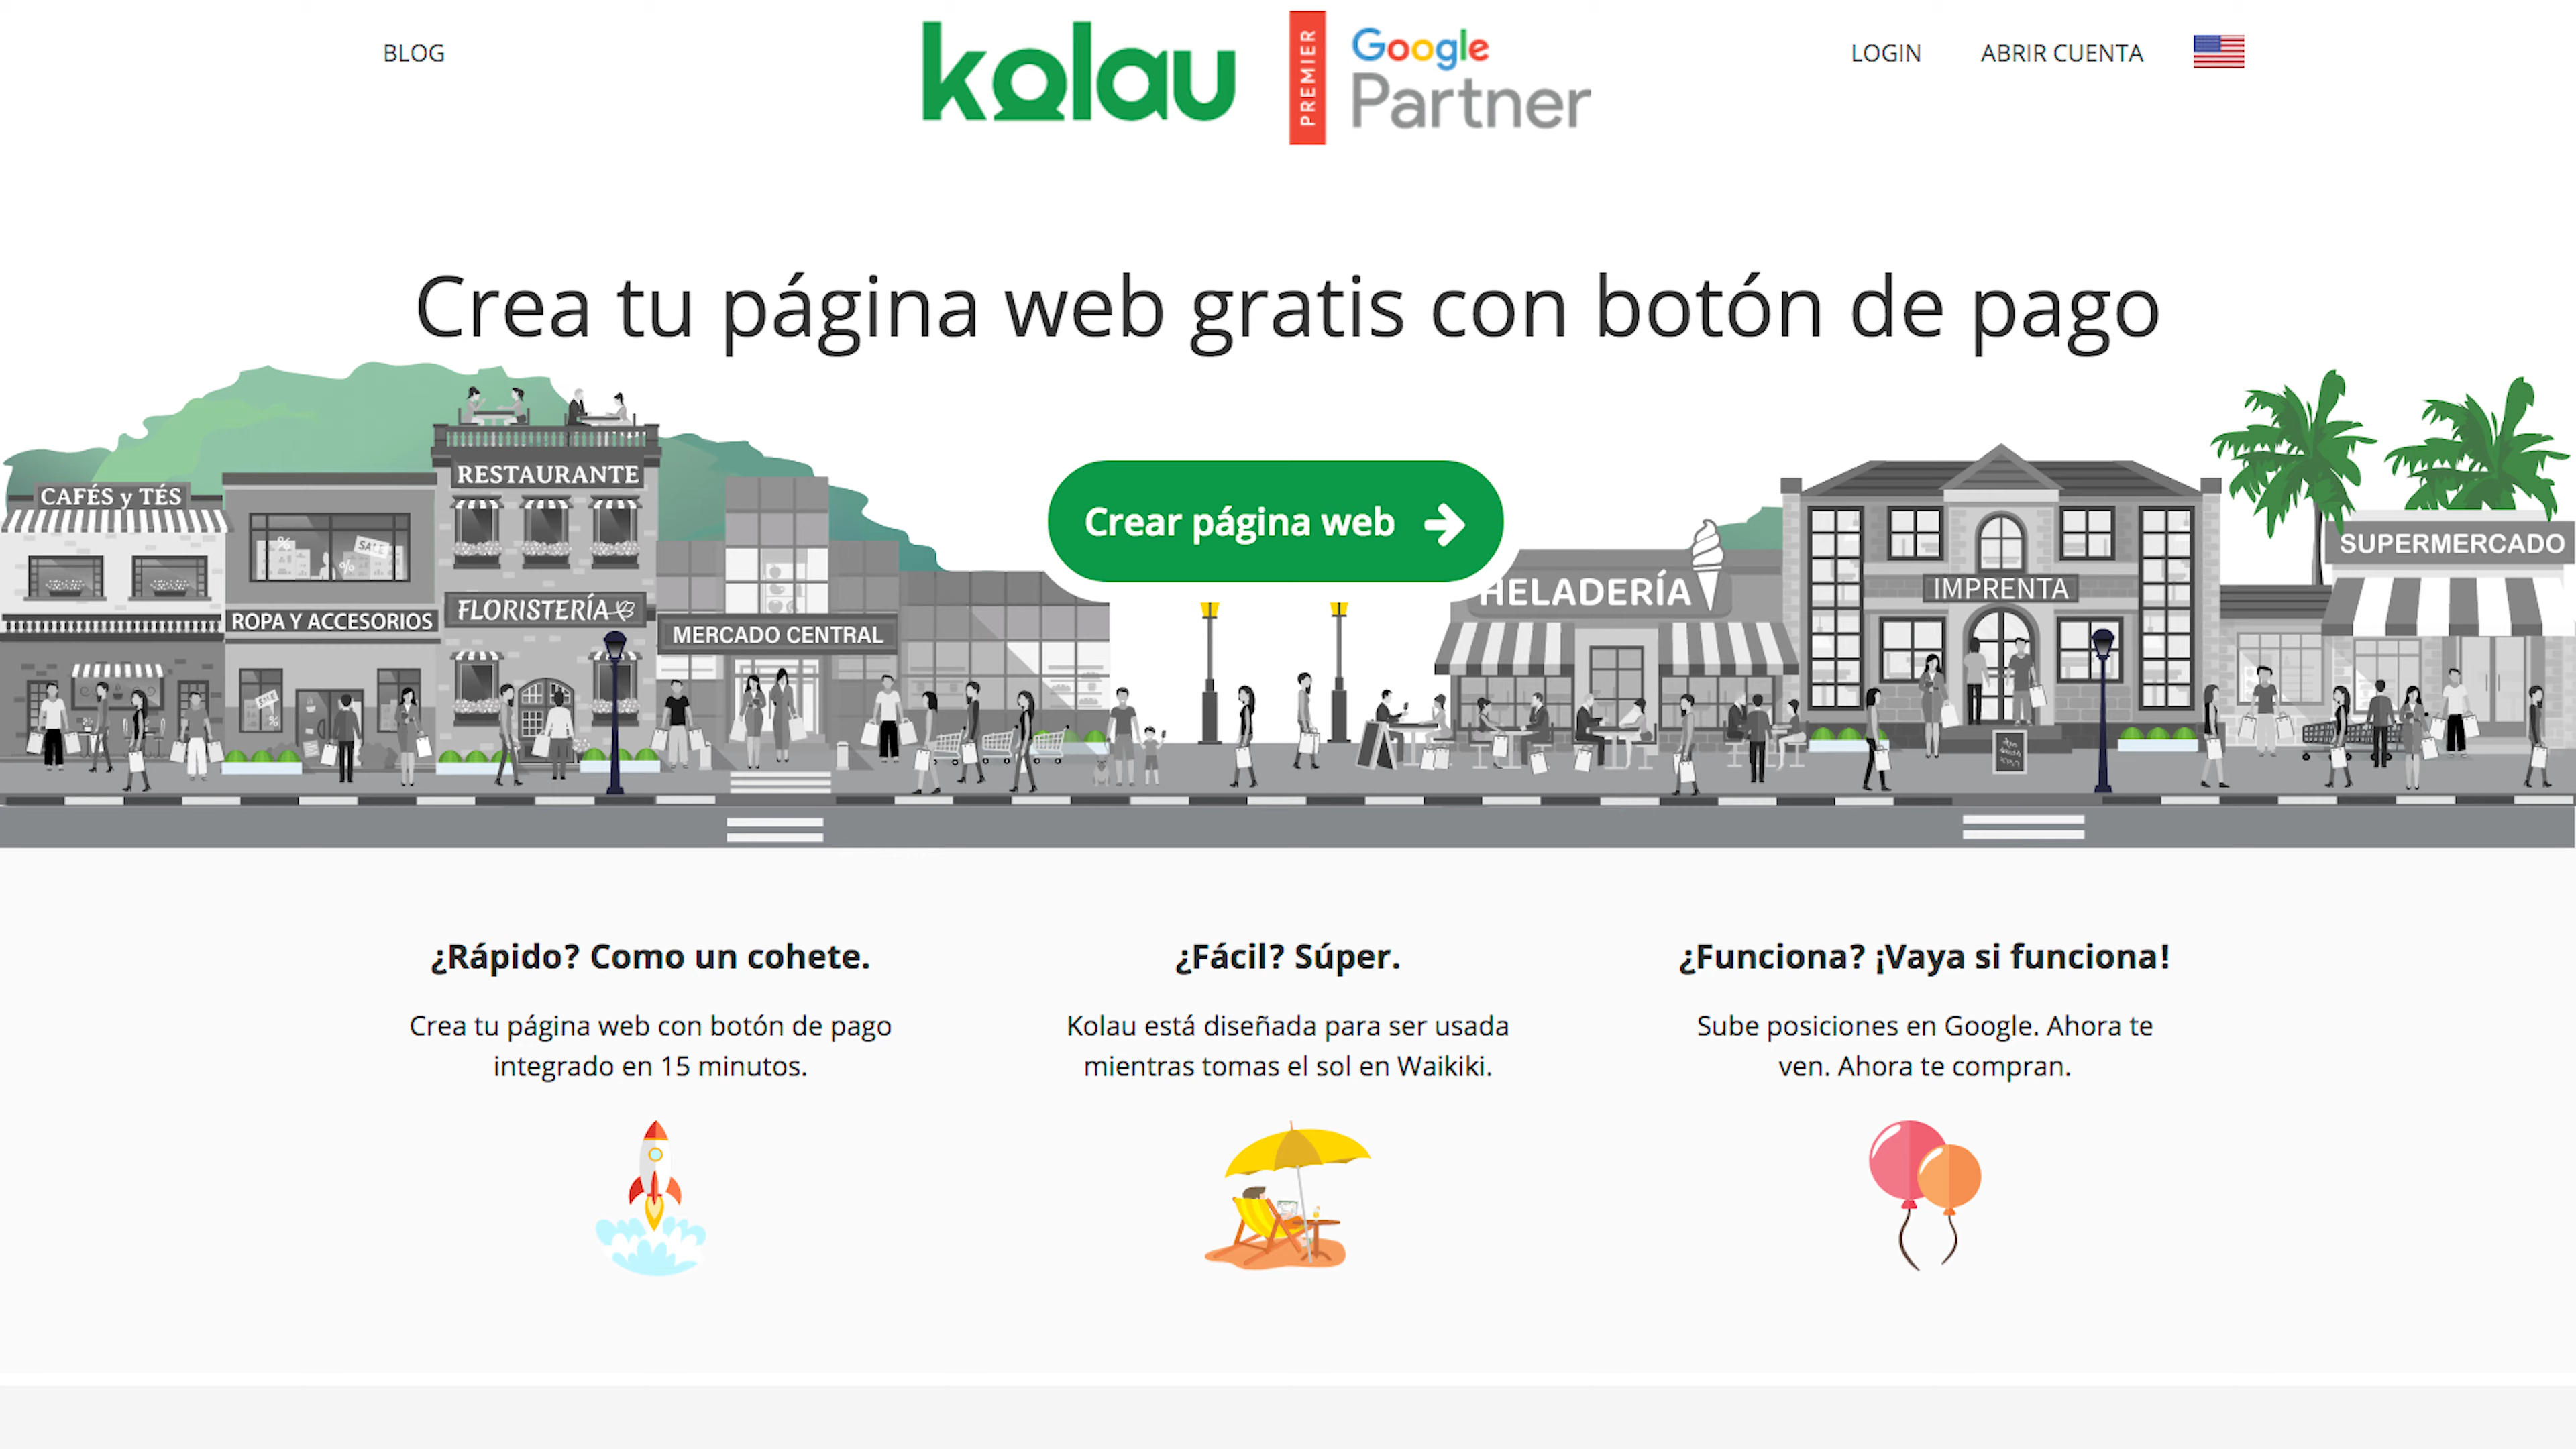 BLOG
kolau
PREMIER
Google
Partner
LOGIN
ABRIR CUENTA
Crea tu página web gratis con botón de pago
CAFÉS y TÉS
RESTAURANTE
SALE
%
%
Crear página web
SUPERMERCADO
HELADERÍA
IMPRENTA
ROPA Y ACCESORIOS
FLORISTERÍA
MERCADO CENTRAL
SALE
%
¿Rápido? Como un cohete.
Crea tu página web con botón de pago
integrado en 15 minutos.
¿Fácil? Súper.
Kolau está diseñada para ser usada
mientras tomas el sol en Waikiki.
¿Funciona? ¡Vaya si funciona!
Sube posiciones en Google. Ahora te
ven. Ahora te compran.